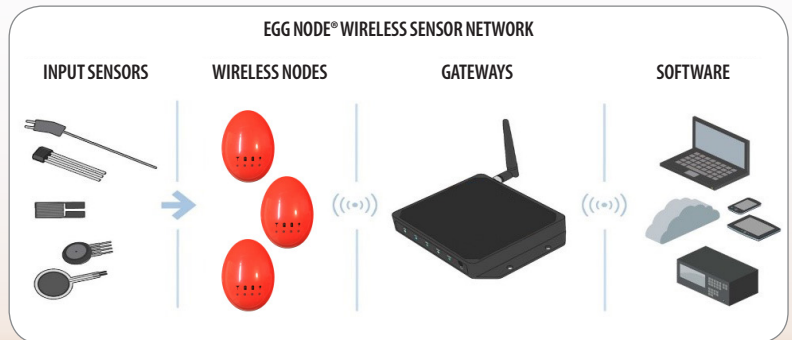 EGG NODE® WIRELESS SENSOR NETWORK
INPUT SENSORS
WIRELESS NODES
GATEWAYS
SOFTWARE